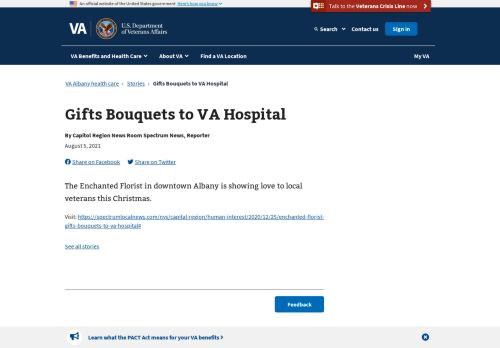 An official website of the United States government Here's how you know
Talk to the Veterans Crisis Line now
VA U.S. Department of Veterans Affairs
Search Contact us Sign in
VA Benefits and Health Care About VA Find a VA Location My VA
VA Albany health care › Stories › Gifts Bouquets to VA Hospital
Gifts Bouquets to VA Hospital
By Capitol Region News Room Spectrum News, Reporter
August 5, 2021
Share on Facebook Share on Twitter
The Enchanted Florist in downtown Albany is showing love to local
veterans this Christmas.
Visit: https://spectrumlocalnews.com/nys/capital-region/human-interest/2020/12/25/enchanted-florist-
gifts-bouquets-to-va-hospital#
See all stories
Feedback
Learn what the PACT Act means for your VA benefits